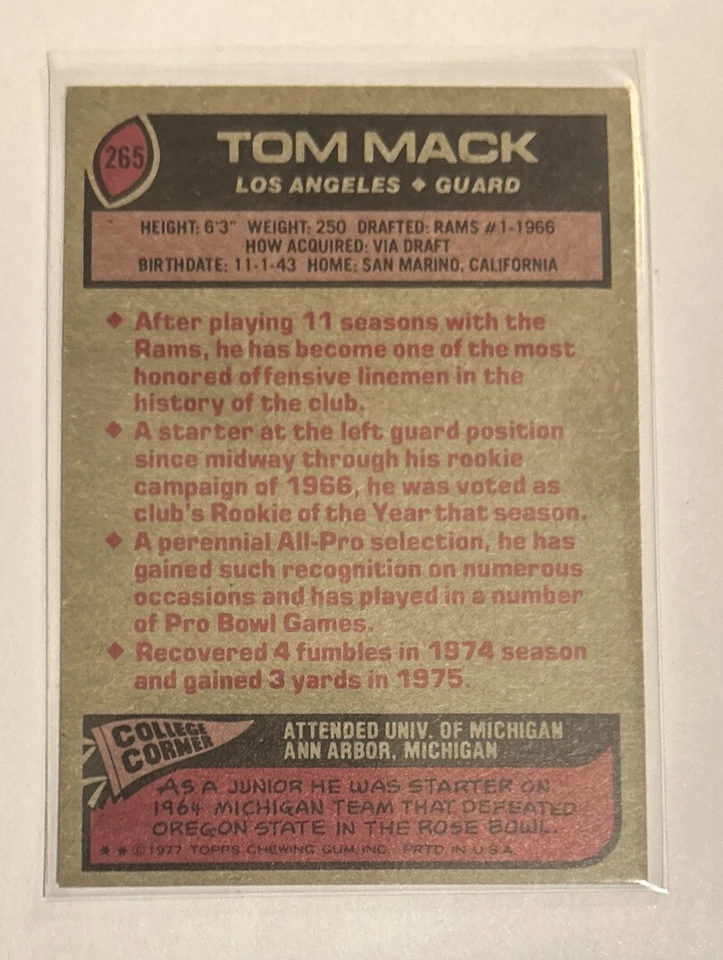 265
TOM MACK
LOS ANGELES ◆ GUARD
HEIGHT: 6'3" WEIGHT: 250 DRAFTED: RAMS #1-1966
HOW ACQUIRED: VIA DRAFT
BIRTHDATE: 11-1-43 HOME: SAN MARINO, CALIFORNIA
◆ After playing 11 seasons with the
Rams, he has become one of the most
honored offensive linemen in the
history of the club.
◆ A starter at the left guard position
since midway through his rookie
campaign of 1966, he was voted as
club's Rookie of the Year that season.
◆ A perennial All-Pro selection, he has
gained such recognition on numerous
occasions and has played in a number
of Pro Bowl Games.
◆ Recovered 4 fumbles in 1974 season
and gained 3 yards in 1975.
COLLEGE
CORNER
ATTENDED UNIV. OF MICHIGAN
ANN ARBOR, MICHIGAN
AS A JUNIOR HE WAS STARTER ON
1964 MICHIGAN TEAM THAT DEFEATED
OREGON STATE IN THE ROSE BOWL.
* * © 1977 TOPPS CHEWING GUM, INC. PRTD. IN U.S.A.